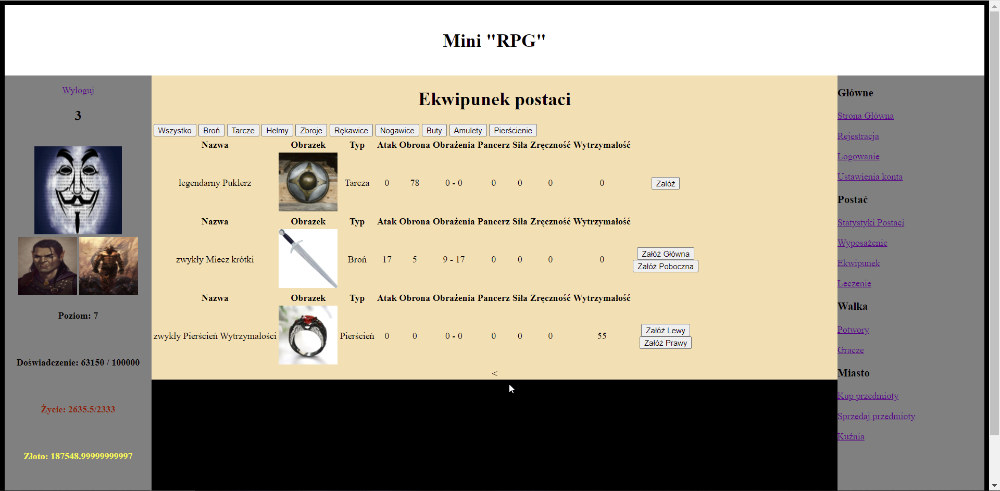 Mini "RPG"
Wyloguj
3
Poziom: 7
Doświadczenie: 63150 / 100000
Życie: 2635.5/2333
Złoto: 187548.99999999997
Ekwipunek postaci
Wszystko Broń Tarcze Hełmy Zbroje Rękawice Nogawice Buty Amulety Pierścienie
Nazwa Obrazek Typ Atak Obrona Obrażenia Pancerz Siła Zręczność Wytrzymałość
legendarny Puklerz Tarcza 0 78 0 - 0 0 0 0 0 Załóż
Nazwa Obrazek Typ Atak Obrona Obrażenia Pancerz Siła Zręczność Wytrzymałość
zwykły Miecz krótki Broń 17 5 9 - 17 0 0 0 0 Załóż Główna
Załóż Poboczna
Nazwa Obrazek Typ Atak Obrona Obrażenia Pancerz Siła Zręczność Wytrzymałość
zwykły Pierścień Wytrzymałości Pierścień 0 0 0 - 0 0 0 0 55 Załóż Lewy
Załóż Prawy
<
Główne
Strona Główna
Rejestracja
Logowanie
Ustawienia konta
Postać
Statystyki Postaci
Wyposażenie
Ekwipunek
Leczenie
Walka
Potwory
Gracze
Miasto
Kup przedmioty
Sprzedaj przedmioty
Kuźnia